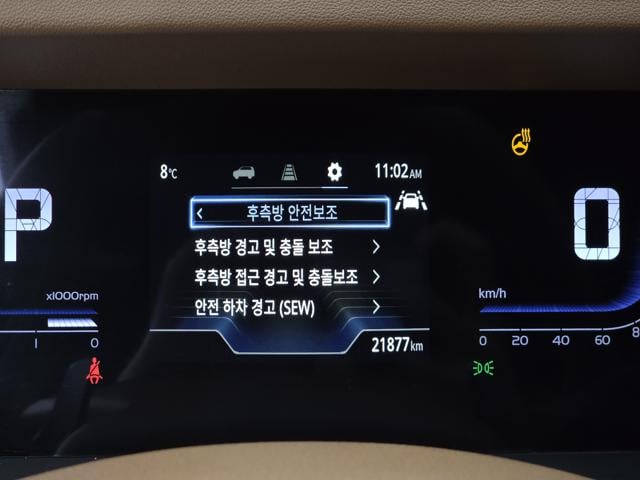 8℃
11:02AM
후측방 안전보조
후측방 경고 및 충돌 보조
후측방 접근 경고 및 충돌보조
안전 하차 경고 (SEW)
P
0
x1000rpm
km/h
1 0
0 20 40 60 8
21877km